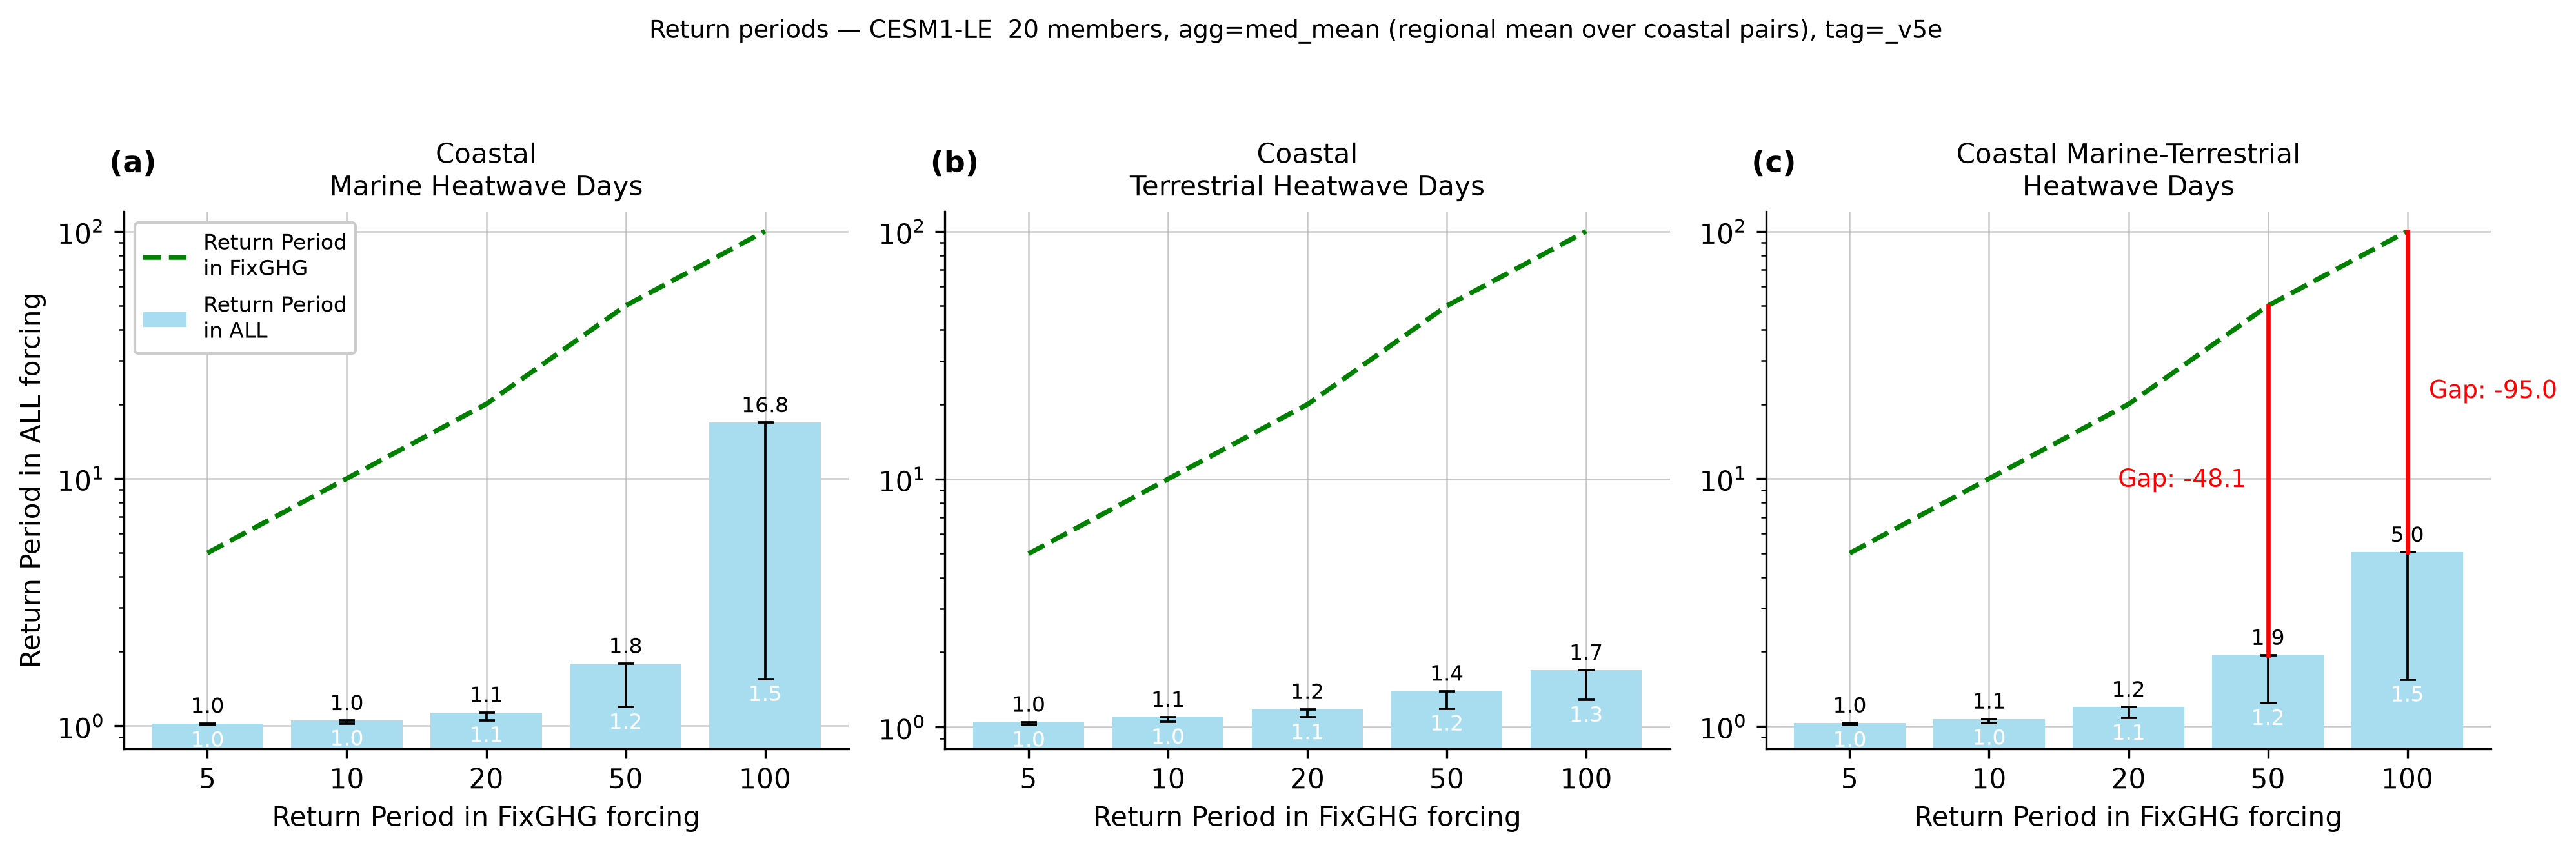 Return periods — CESM1-LE  20 members, agg=med_mean (regional mean over coastal pairs), tag=_v5e
(a)
Coastal
Marine Heatwave Days
Return Period in ALL forcing
10²
10¹
10⁰
Return Period
in FixGHG
Return Period
in ALL
1.0
1.0
1.1
1.8
16.8
1.0
1.0
1.1
1.2
1.5
5
10
20
50
100
Return Period in FixGHG forcing
(b)
Coastal
Terrestrial Heatwave Days
10²
10¹
10⁰
1.0
1.1
1.2
1.4
1.7
1.0
1.0
1.1
1.2
1.3
5
10
20
50
100
Return Period in FixGHG forcing
(c)
Coastal Marine-Terrestrial
Heatwave Days
10²
10¹
10⁰
Gap: -95.0
Gap: -48.1
1.0
1.1
1.2
1.9
5.0
1.0
1.0
1.1
1.2
1.5
5
10
20
50
100
Return Period in FixGHG forcing